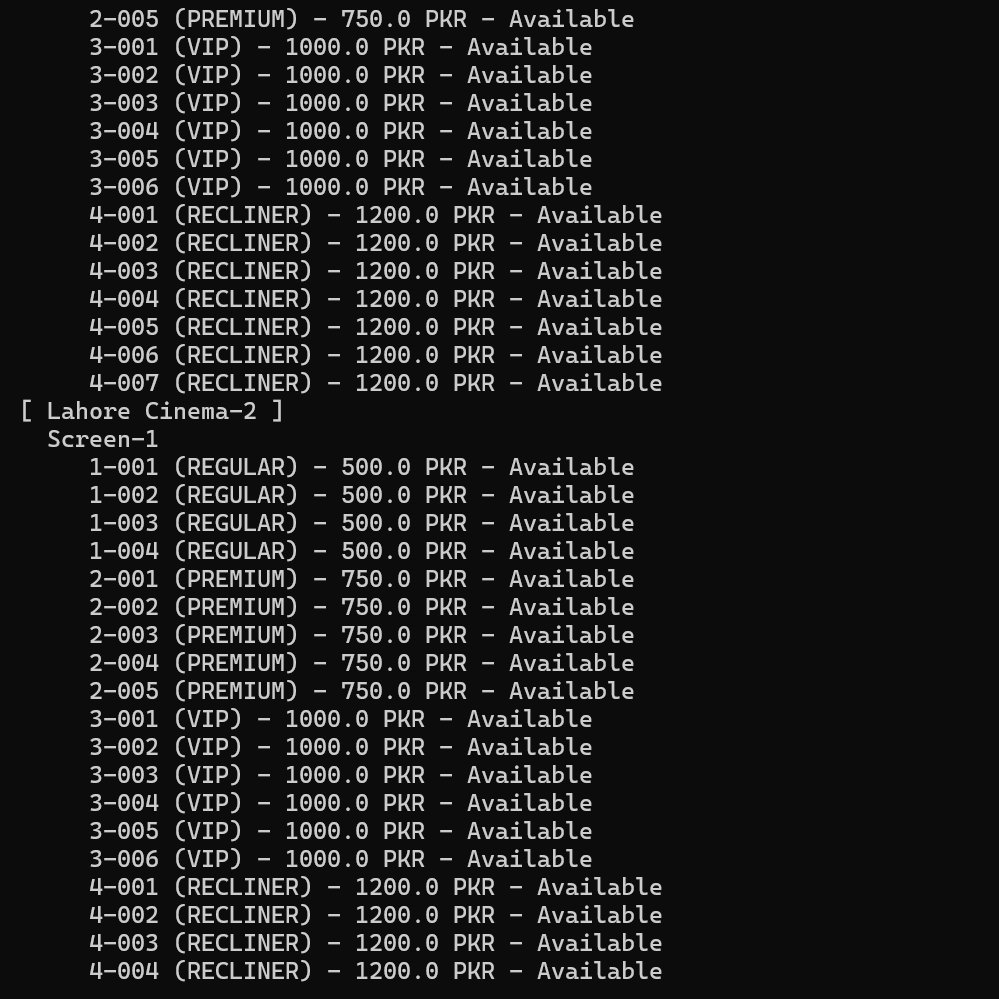 2-005 (PREMIUM) - 750.0 PKR - Available
3-001 (VIP) - 1000.0 PKR - Available
3-002 (VIP) - 1000.0 PKR - Available
3-003 (VIP) - 1000.0 PKR - Available
3-004 (VIP) - 1000.0 PKR - Available
3-005 (VIP) - 1000.0 PKR - Available
3-006 (VIP) - 1000.0 PKR - Available
4-001 (RECLINER) - 1200.0 PKR - Available
4-002 (RECLINER) - 1200.0 PKR - Available
4-003 (RECLINER) - 1200.0 PKR - Available
4-004 (RECLINER) - 1200.0 PKR - Available
4-005 (RECLINER) - 1200.0 PKR - Available
4-006 (RECLINER) - 1200.0 PKR - Available
4-007 (RECLINER) - 1200.0 PKR - Available
[ Lahore Cinema-2 ]
Screen-1
1-001 (REGULAR) - 500.0 PKR - Available
1-002 (REGULAR) - 500.0 PKR - Available
1-003 (REGULAR) - 500.0 PKR - Available
1-004 (REGULAR) - 500.0 PKR - Available
2-001 (PREMIUM) - 750.0 PKR - Available
2-002 (PREMIUM) - 750.0 PKR - Available
2-003 (PREMIUM) - 750.0 PKR - Available
2-004 (PREMIUM) - 750.0 PKR - Available
2-005 (PREMIUM) - 750.0 PKR - Available
3-001 (VIP) - 1000.0 PKR - Available
3-002 (VIP) - 1000.0 PKR - Available
3-003 (VIP) - 1000.0 PKR - Available
3-004 (VIP) - 1000.0 PKR - Available
3-005 (VIP) - 1000.0 PKR - Available
3-006 (VIP) - 1000.0 PKR - Available
4-001 (RECLINER) - 1200.0 PKR - Available
4-002 (RECLINER) - 1200.0 PKR - Available
4-003 (RECLINER) - 1200.0 PKR - Available
4-004 (RECLINER) - 1200.0 PKR - Available